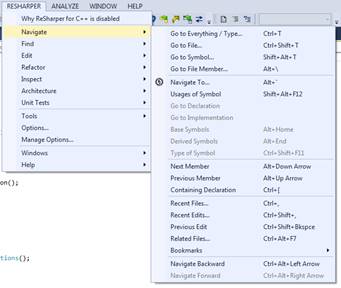 RESHARPER ANALYZE WINDOW HELP
Why ReSharper for C++ is disabled
Navigate
Find
Edit
Refactor
Inspect
Architecture
Unit Tests
Tools
Options...
Manage Options...
Windows
Help
Go to Everything / Type... Ctrl+T
Go to File... Ctrl+Shift+T
Go to Symbol... Shift+Alt+T
Go to File Member... Alt+\
Navigate To... Alt+`
Usages of Symbol Shift+Alt+F12
Go to Declaration
Go to Implementation
Base Symbols Alt+Home
Derived Symbols Alt+End
Type of Symbol Ctrl+Shift+F11
Next Member Alt+Down Arrow
Previous Member Alt+Up Arrow
Containing Declaration Ctrl+[
Recent Files... Ctrl+,
Recent Edits... Ctrl+Shift+,
Previous Edit Ctrl+Shift+Bkspce
Related Files... Ctrl+Alt+F7
Bookmarks
Navigate Backward Ctrl+Alt+Left Arrow
Navigate Forward Ctrl+Alt+Right Arrow
on();
tions();